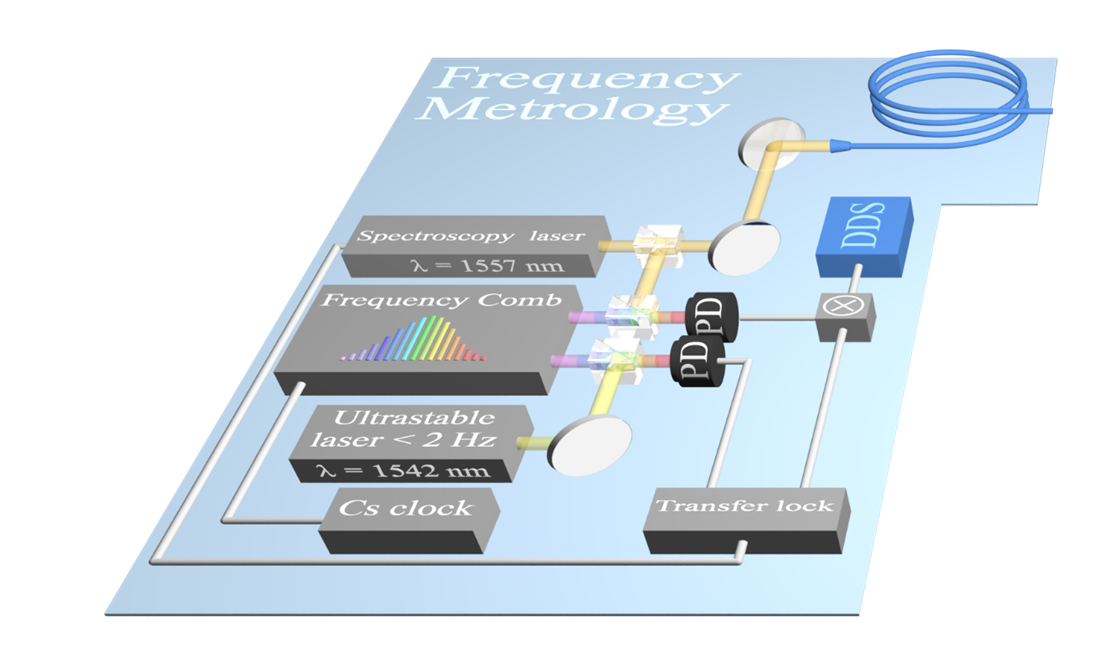 Frequency
Metrology
Spectroscopy laser
λ = 1557 nm
Frequency Comb
PD
PD
DDS
Ultrastable
laser < 2 Hz
λ = 1542 nm
Cs clock
Transfer lock